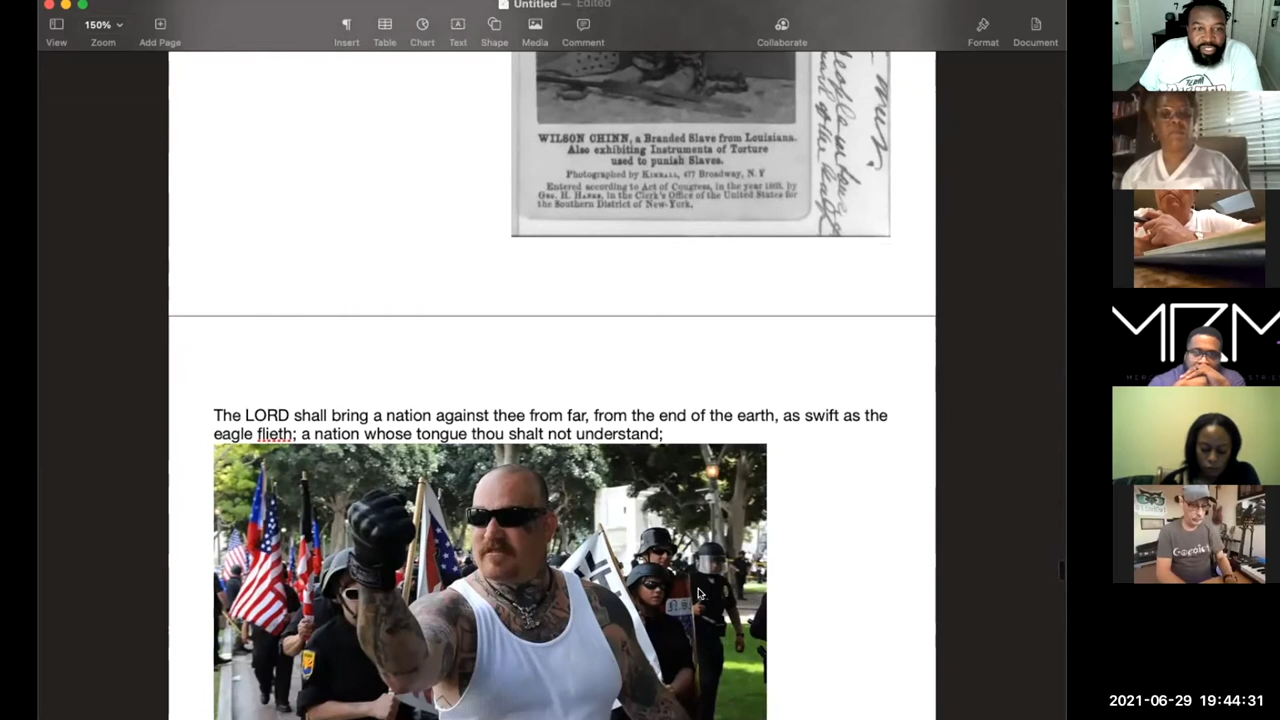 Untitled — Edited
150%
View
Zoom
Add Page
Insert
Table
Chart
Text
Shape
Media
Comment
Collaborate
Format
Document
WILSON CHINN, a Branded Slave from Louisiana.
Also exhibiting Instruments of Torture
used to punish Slaves.
Photographed by KIMBALL, 477 Broadway, N.Y
Entered according to Act of Congress, in the year 1863, by
GEO. H. HANKS, in the Clerk's Office of the United States for
the Southern District of New-York.
The LORD shall bring a nation against thee from far, from the end of the earth, as swift as the
eagle flieth; a nation whose tongue thou shalt not understand;
TEAM
MRM
2021-06-29 19:44:31